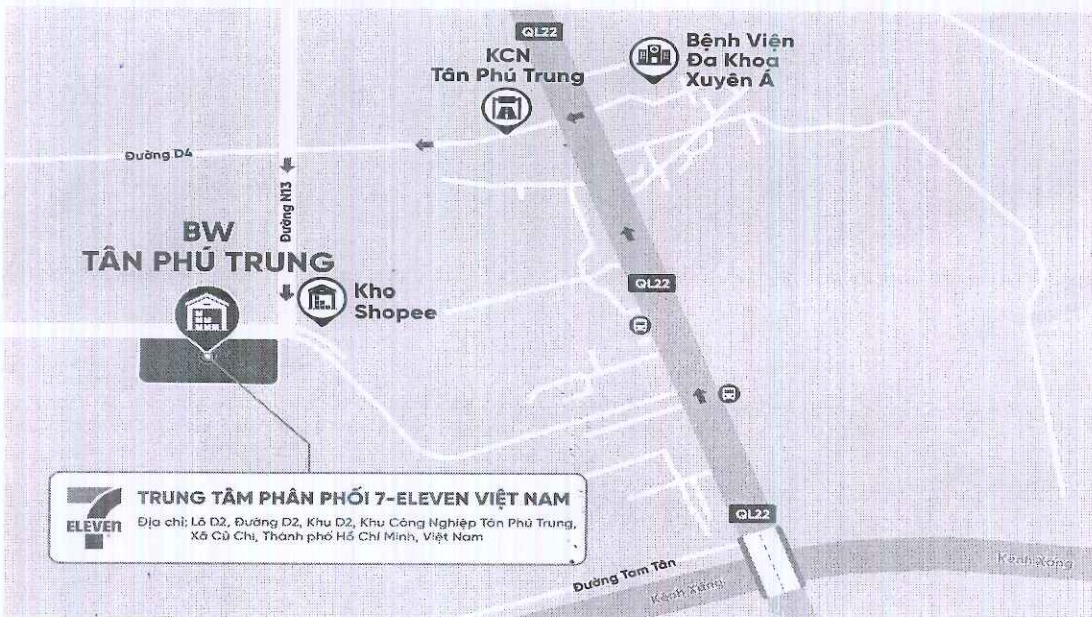 QL22
KCN
Tân Phú Trung
Bệnh Viện
Đa Khoa
Xuyên Á
Đường D4
Đường N13
BW
TÂN PHÚ TRUNG
Kho
Shopee
QL22
7
ELEVEN
TRUNG TÂM PHÂN PHỐI 7-ELEVEN VIỆT NAM
Địa chỉ: Lô D2, Đường D2, Khu D2, Khu Công Nghiệp Tân Phú Trung,
Xã Củ Chi, Thành phố Hồ Chí Minh, Việt Nam
QL22
Đường Tam Tân
Kênh Xáng
Kênh Xáng